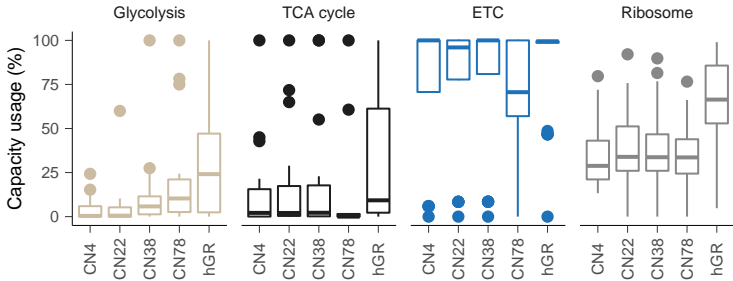 Glycolysis TCA cycle ETC Ribosome
Capacity usage (%)
100
75
50
25
0
CN4 CN22 CN38 CN78 hGR CN4 CN22 CN38 CN78 hGR CN4 CN22 CN38 CN78 hGR CN4 CN22 CN38 CN78 hGR